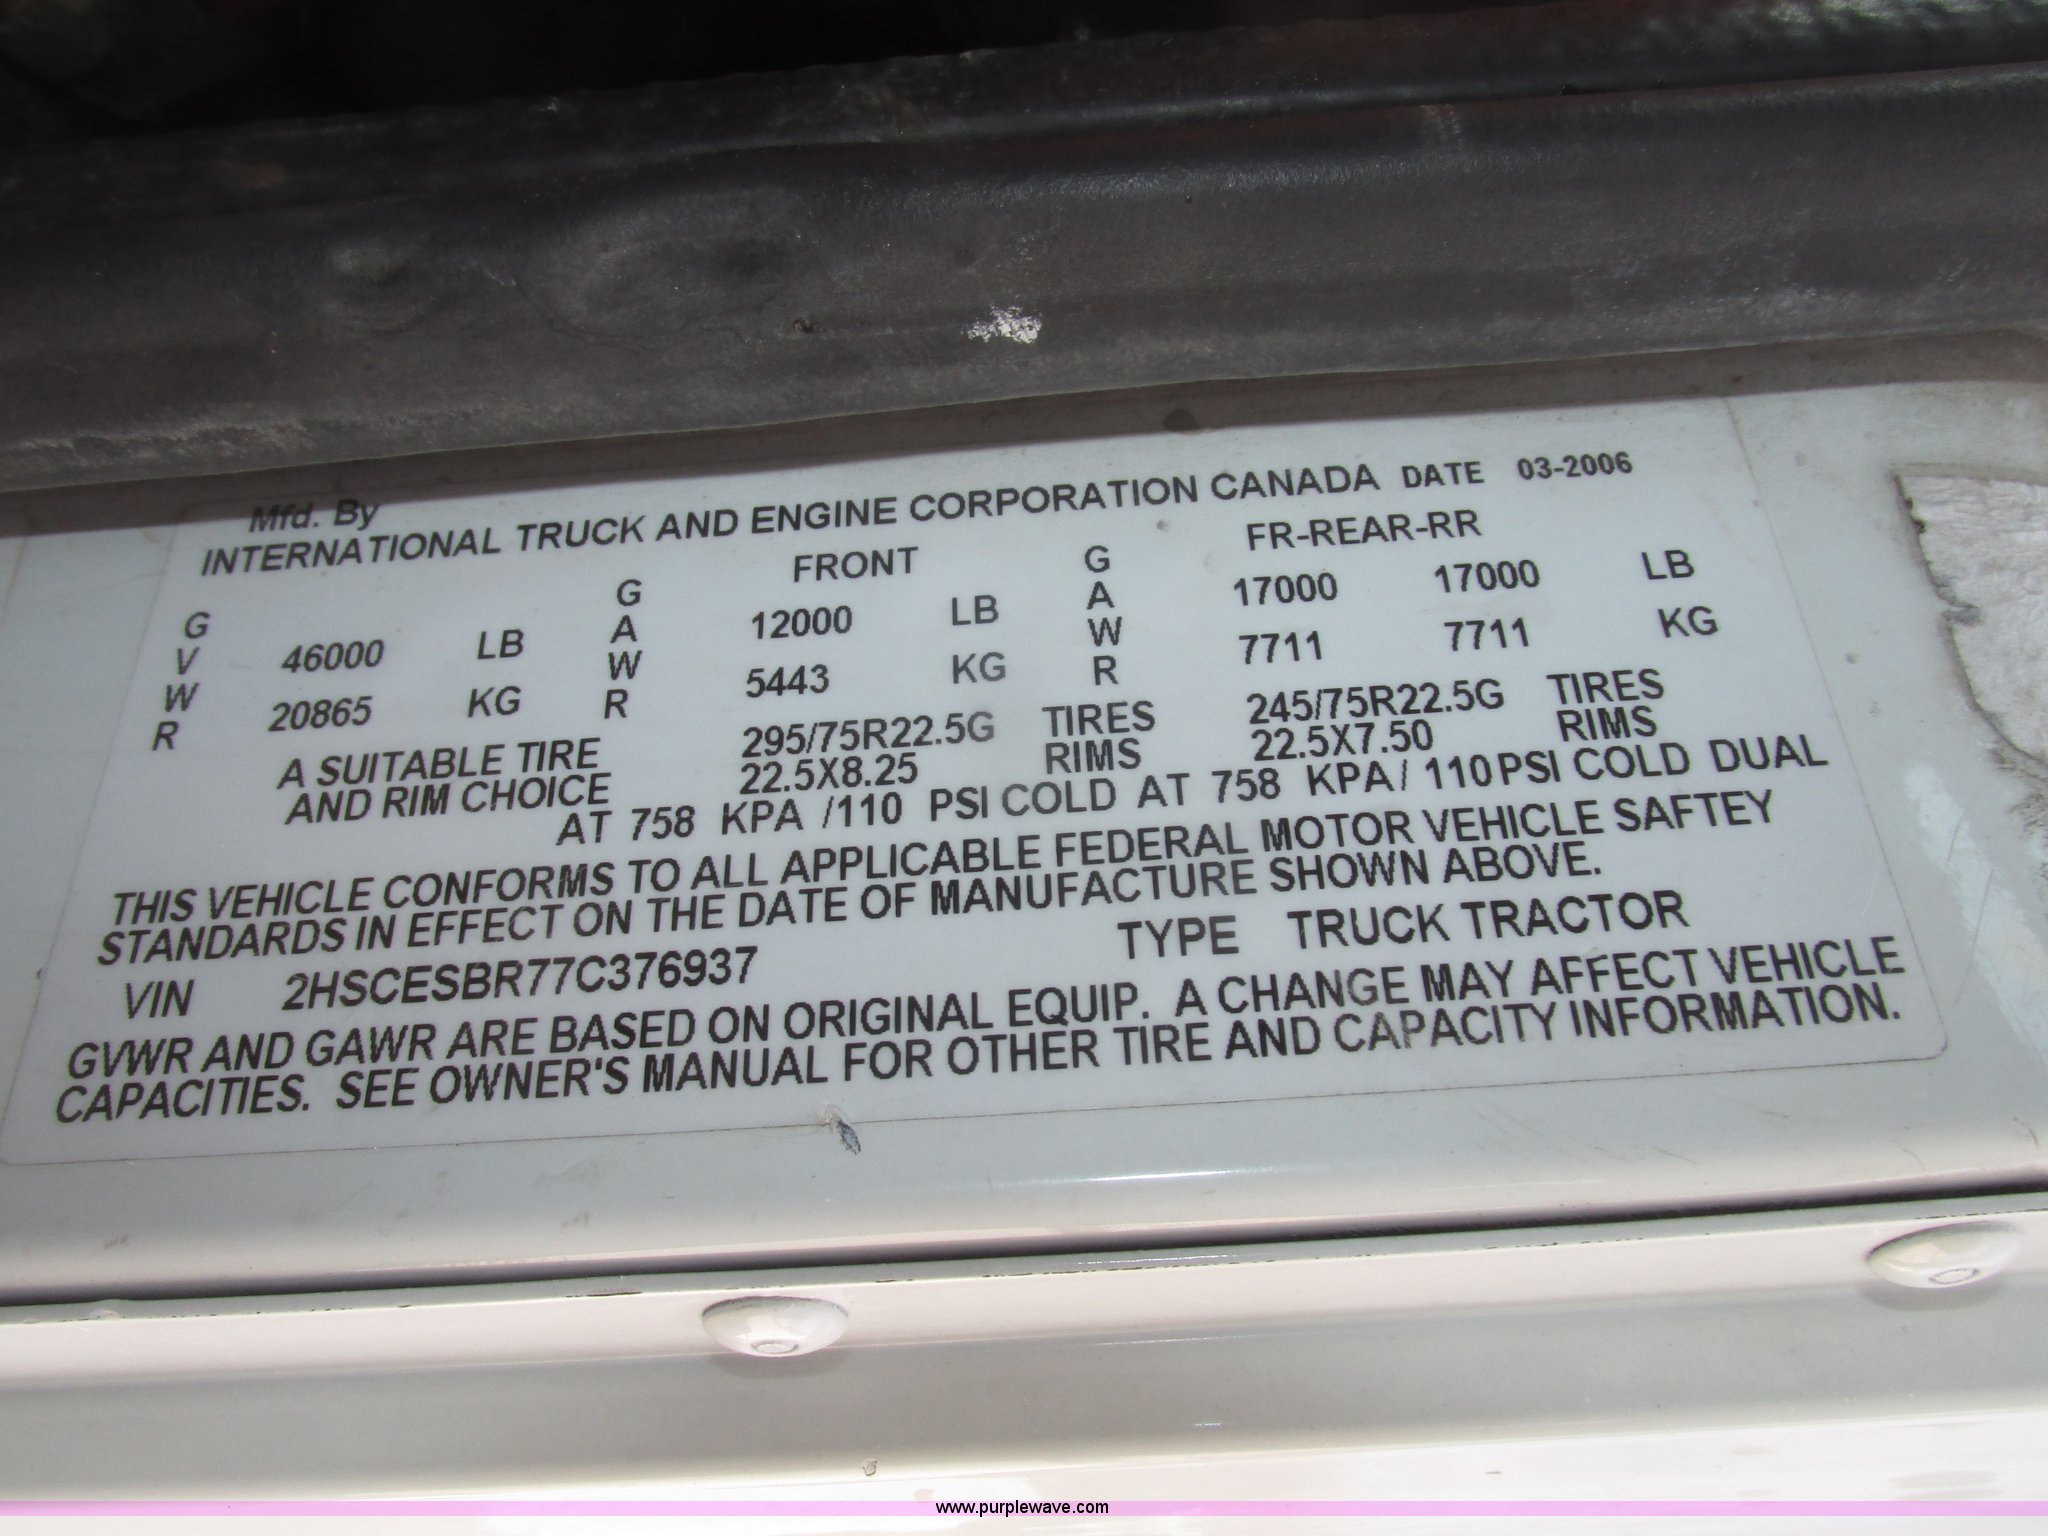 Mfd. By
INTERNATIONAL TRUCK AND ENGINE CORPORATION CANADA DATE 03-2006
FRONT FR-REAR-RR
GVWR 46000 LB GAWR 12000 LB GAWR 17000 17000 LB
20865 KG 5443 KG 7711 7711 KG
A SUITABLE TIRE 295/75R22.5G TIRES 245/75R22.5G TIRES
AND RIM CHOICE 22.5X8.25 RIMS 22.5X7.50 RIMS
AT 758 KPA /110 PSI COLD AT 758 KPA/ 110 PSI COLD DUAL
THIS VEHICLE CONFORMS TO ALL APPLICABLE FEDERAL MOTOR VEHICLE SAFTEY
STANDARDS IN EFFECT ON THE DATE OF MANUFACTURE SHOWN ABOVE.
VIN 2HSCESBR77C376937 TYPE TRUCK TRACTOR
GVWR AND GAWR ARE BASED ON ORIGINAL EQUIP. A CHANGE MAY AFFECT VEHICLE
CAPACITIES. SEE OWNER'S MANUAL FOR OTHER TIRE AND CAPACITY INFORMATION.
www.purplewave.com